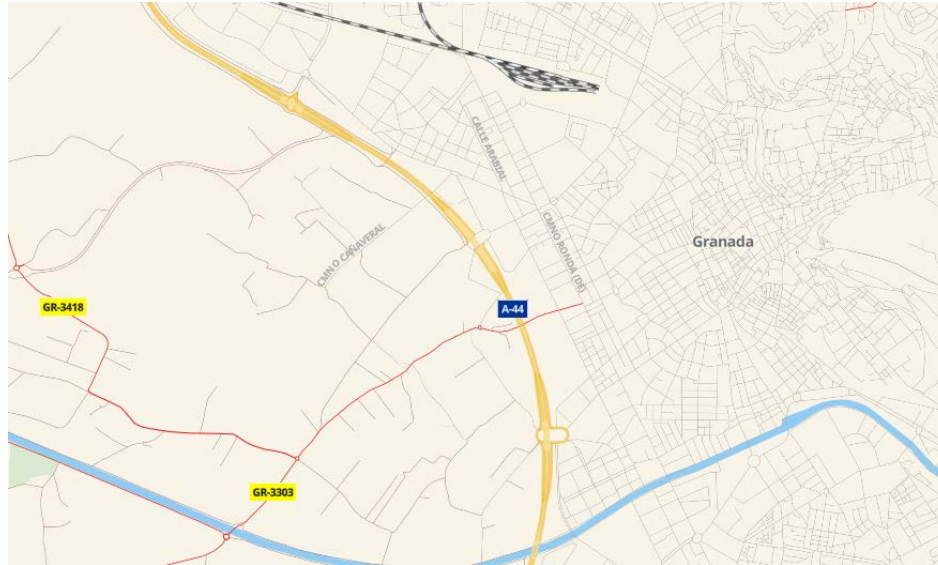 CALLE ARABIAL
CMNO RONDA (DE)
Granada
CMN O CAÑAVERAL
GR-3418
A-44
GR-3303